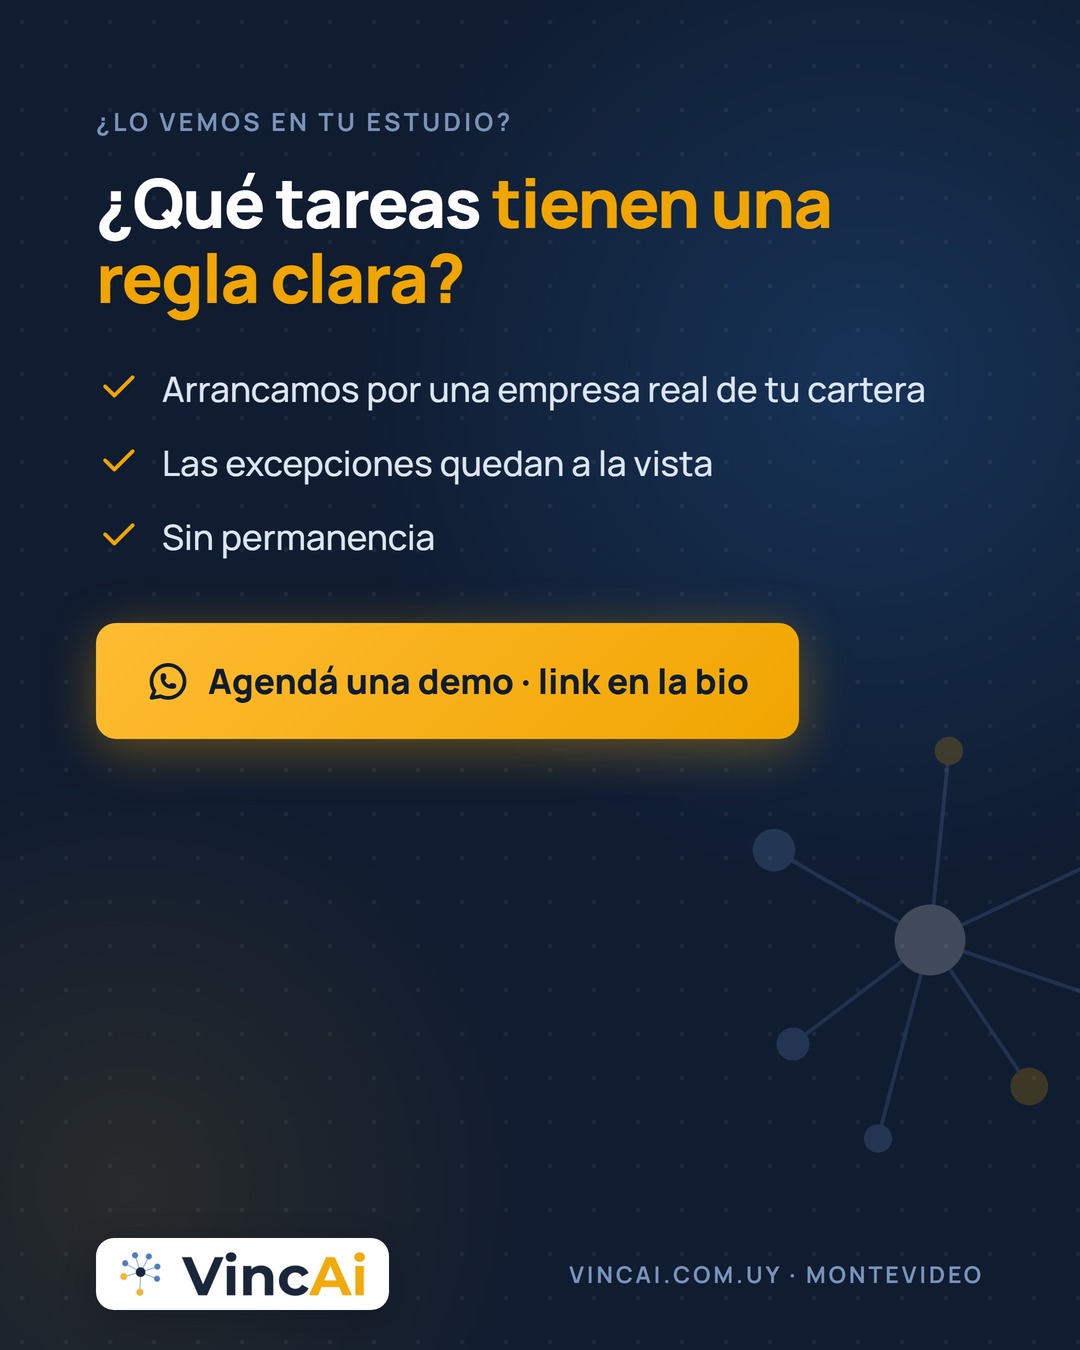 ¿LO VEMOS EN TU ESTUDIO?
¿Qué tareas tienen una
regla clara?
Arrancamos por una empresa real de tu cartera
Las excepciones quedan a la vista
Sin permanencia
Agendá una demo · link en la bio
VincAi
VINCAI.COM.UY · MONTEVIDEO